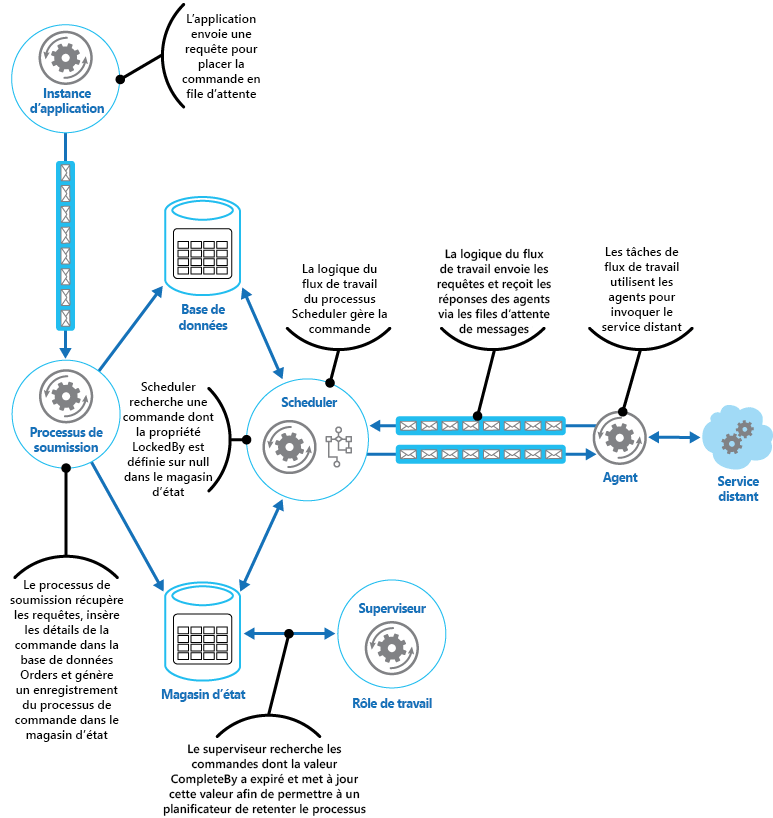 L’application
envoie une
requête pour
placer la
commande en
file d’attente
Instance
d’application
Base de
données
La logique du
flux de travail
du processus
Scheduler gère la
commande
La logique du flux
de travail envoie les
requêtes et reçoit les
réponses des agents
via les files d’attente
de messages
Les tâches de
flux de travail
utilisent les
agents pour
invoquer le
service distant
Processus de
soumission
Scheduler
recherche une
commande dont
la propriété
LockedBy est
définie sur null
dans le magasin
d’état
Scheduler
Agent
Service
distant
Le processus de
soumission récupère
les requêtes, insère
les détails de la
commande dans la
base de données
Orders et génère
un enregistrement
du processus de
commande dans le
magasin d’état
Magasin d’état
Superviseur
Rôle de travail
Le superviseur recherche les
commandes dont la valeur
CompleteBy a expiré et met à jour
cette valeur afin de permettre à un
planificateur de retenter le processus